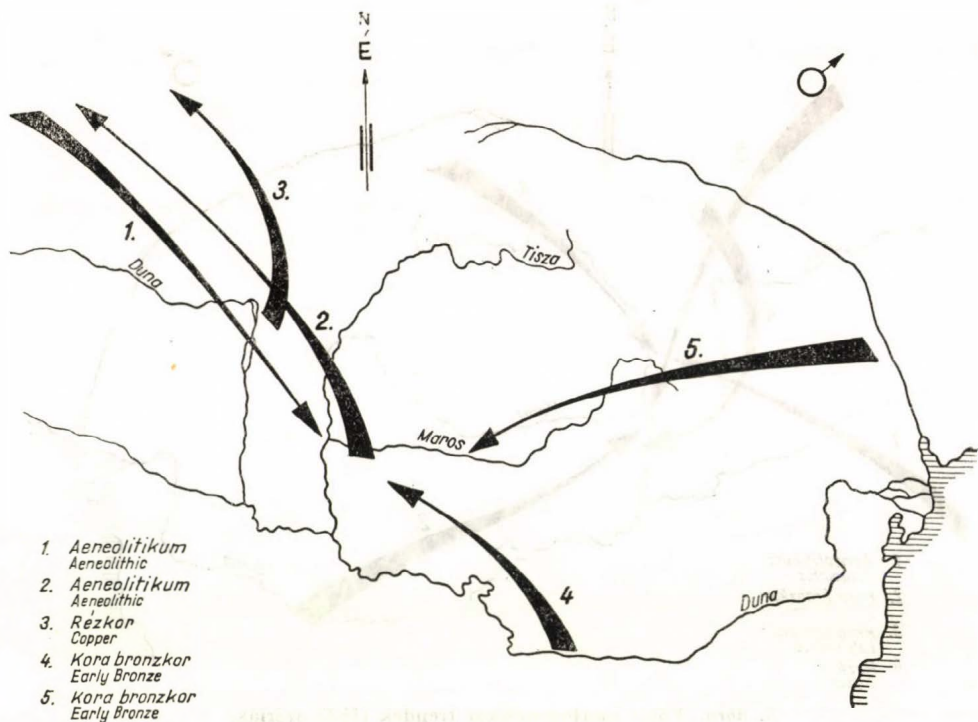 N
É
3.
1.
Duna
Tisza
2.
5.
Maros
4
Duna
1. Aeneolitikum
Aeneolithic
2. Aeneolitikum
Aeneolithic
3. Rézkor
Copper
4. Kora bronzkor
Early Bronze
5. Kora bronzkor
Early Bronze